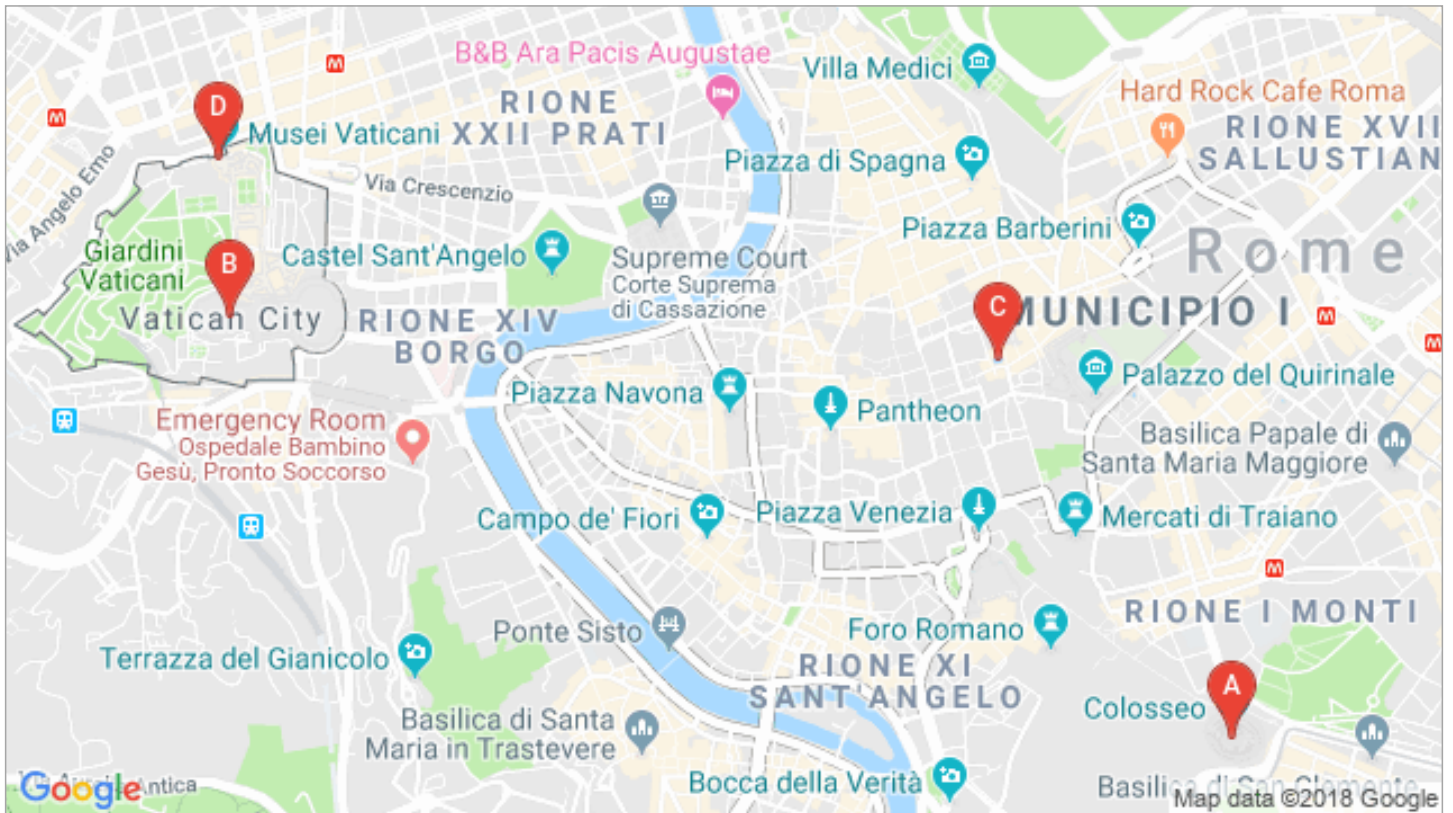 B&B Ara Pacis Augustae
Villa Medici
Hard Rock Cafe Roma
M
M
D
Musei Vaticani
RIONE
XXII PRATI
RIONE XVII
SALLUSTIAN
Piazza di Spagna
Via Angelo Emo
Via Crescenzio
Piazza Barberini
Rome
Giardini
Vaticani
B
Castel Sant'Angelo
Supreme Court
Corte Suprema
di Cassazione
C
MUNICIPIO I
M
M
Vatican City
RIONE XIV
BORGO
Piazza Navona
Pantheon
Palazzo del Quirinale
Emergency Room
Ospedale Bambino
Gesù, Pronto Soccorso
Basilica Papale di
Santa Maria Maggiore
Campo de' Fiori
Piazza Venezia
Mercati di Traiano
M
RIONE I MONTI
Ponte Sisto
Foro Romano
Terrazza del Gianicolo
RIONE XI
SANT'ANGELO
A
Colosseo
Basilica di Santa
Maria in Trastevere
Bocca della Verità
Basilica di San Clemente
Google
Antica
Map data ©2018 Google